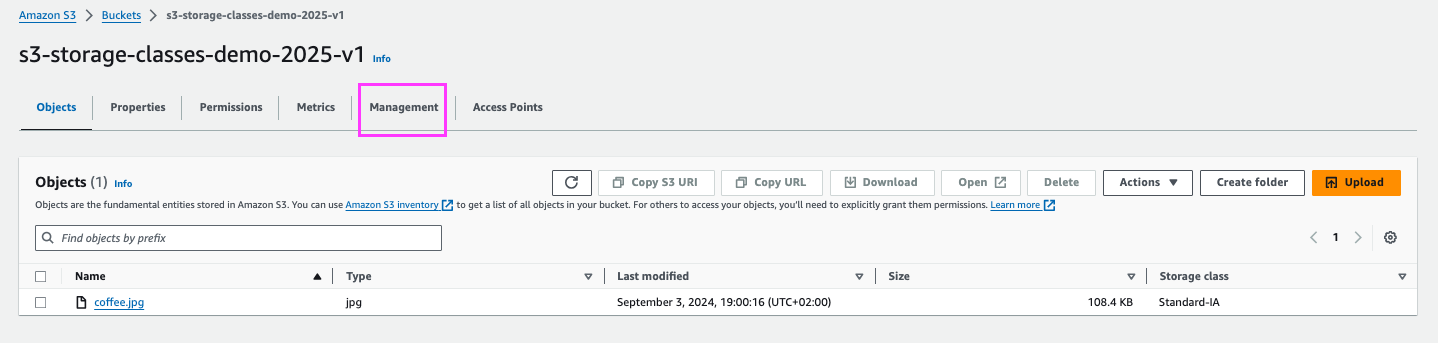 Amazon S3 > Buckets > s3-storage-classes-demo-2025-v1
s3-storage-classes-demo-2025-v1 Info
Objects Properties Permissions Metrics Management Access Points
Objects (1) Info Copy S3 URI Copy URL Download Open Delete Actions Create folder Upload
Objects are the fundamental entities stored in Amazon S3. You can use Amazon S3 inventory to get a list of all objects in your bucket. For others to access your objects, you'll need to explicitly grant them permissions. Learn more
Find objects by prefix 1
Name Type Last modified Size Storage class
coffee.jpg jpg September 3, 2024, 19:00:16 (UTC+02:00) 108.4 KB Standard-IA